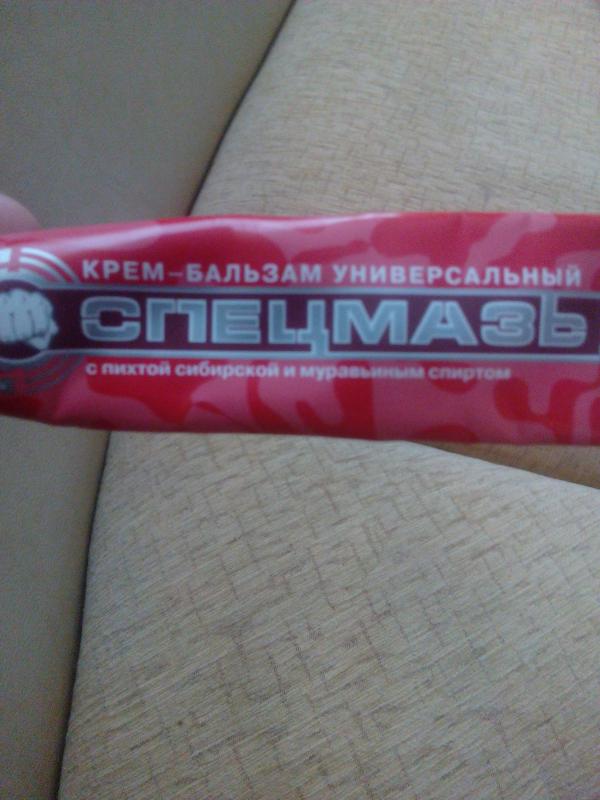 КРЕМ-БАЛЬЗАМ УНИВЕРСАЛЬНЫЙ
СПЕЦМАЗЬ
с пихтой сибирской и муравьиным спиртом